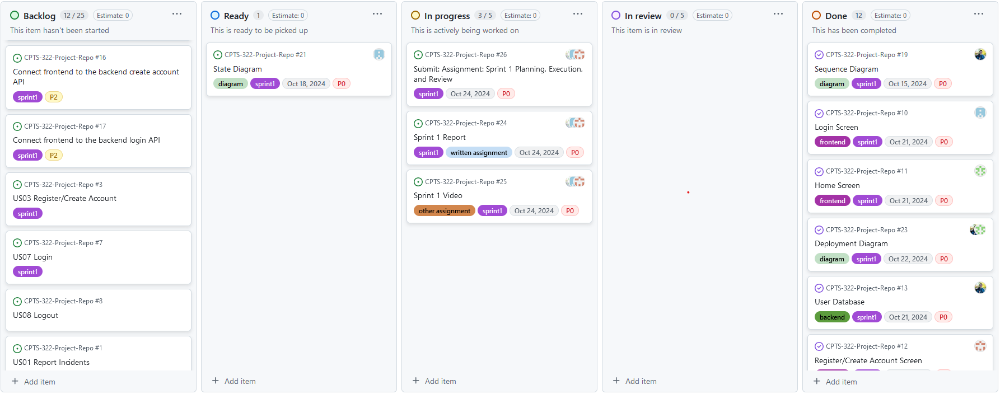 Backlog 12 / 25 Estimate: 0
This item hasn't been started
CPTS-322-Project-Repo #16
Connect frontend to the backend create account
API
sprint1 P2
CPTS-322-Project-Repo #17
Connect frontend to the backend login API
sprint1 P2
CPTS-322-Project-Repo #3
US03 Register/Create Account
sprint1
CPTS-322-Project-Repo #7
US07 Login
sprint1
CPTS-322-Project-Repo #8
US08 Logout
CPTS-322-Project-Repo #1
US01 Report Incidents
+ Add item
Ready 1 Estimate: 0
This is ready to be picked up
CPTS-322-Project-Repo #21
State Diagram
diagram sprint1 Oct 18, 2024 P0
+ Add item
In progress 3 / 5 Estimate: 0
This is actively being worked on
CPTS-322-Project-Repo #26
Submit: Assignment: Sprint 1 Planning, Execution,
and Review
sprint1 Oct 24, 2024 P0
CPTS-322-Project-Repo #24
Sprint 1 Report
sprint1 written assignment Oct 24, 2024 P0
CPTS-322-Project-Repo #25
Sprint 1 Video
other assignment sprint1 Oct 24, 2024 P0
+ Add item
In review 0 / 5 Estimate: 0
This item is in review
+ Add item
Done 12 Estimate: 0
This has been completed
CPTS-322-Project-Repo #19
Sequence Diagram
diagram sprint1 Oct 15, 2024 P0
CPTS-322-Project-Repo #10
Login Screen
frontend sprint1 Oct 21, 2024 P0
CPTS-322-Project-Repo #11
Home Screen
frontend sprint1 Oct 21, 2024 P0
CPTS-322-Project-Repo #23
Deployment Diagram
diagram sprint1 Oct 22, 2024 P0
CPTS-322-Project-Repo #13
User Database
backend sprint1 Oct 21, 2024 P0
CPTS-322-Project-Repo #12
Register/Create Account Screen
+ Add item